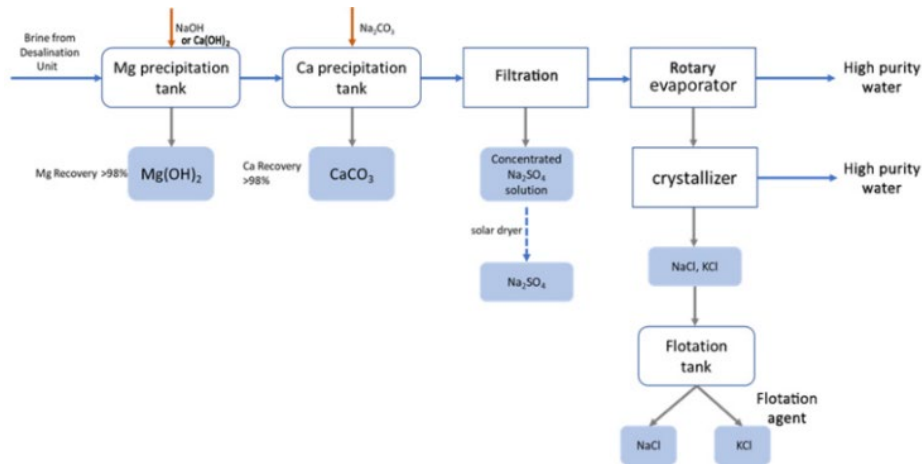 Brine from
Desalination
Unit
NaOH
or Ca(OH)₂
Na₂CO₃
Mg precipitation
tank
Ca precipitation
tank
Filtration
Rotary
evaporator
High purity
water
Mg Recovery >98%
Mg(OH)₂
Ca Recovery
>98%
CaCO₃
Concentrated
Na₂SO₄
solution
crystallizer
High purity
water
solar dryer
Na₂SO₄
NaCl, KCl
Flotation
tank
Flotation
agent
NaCl
KCl